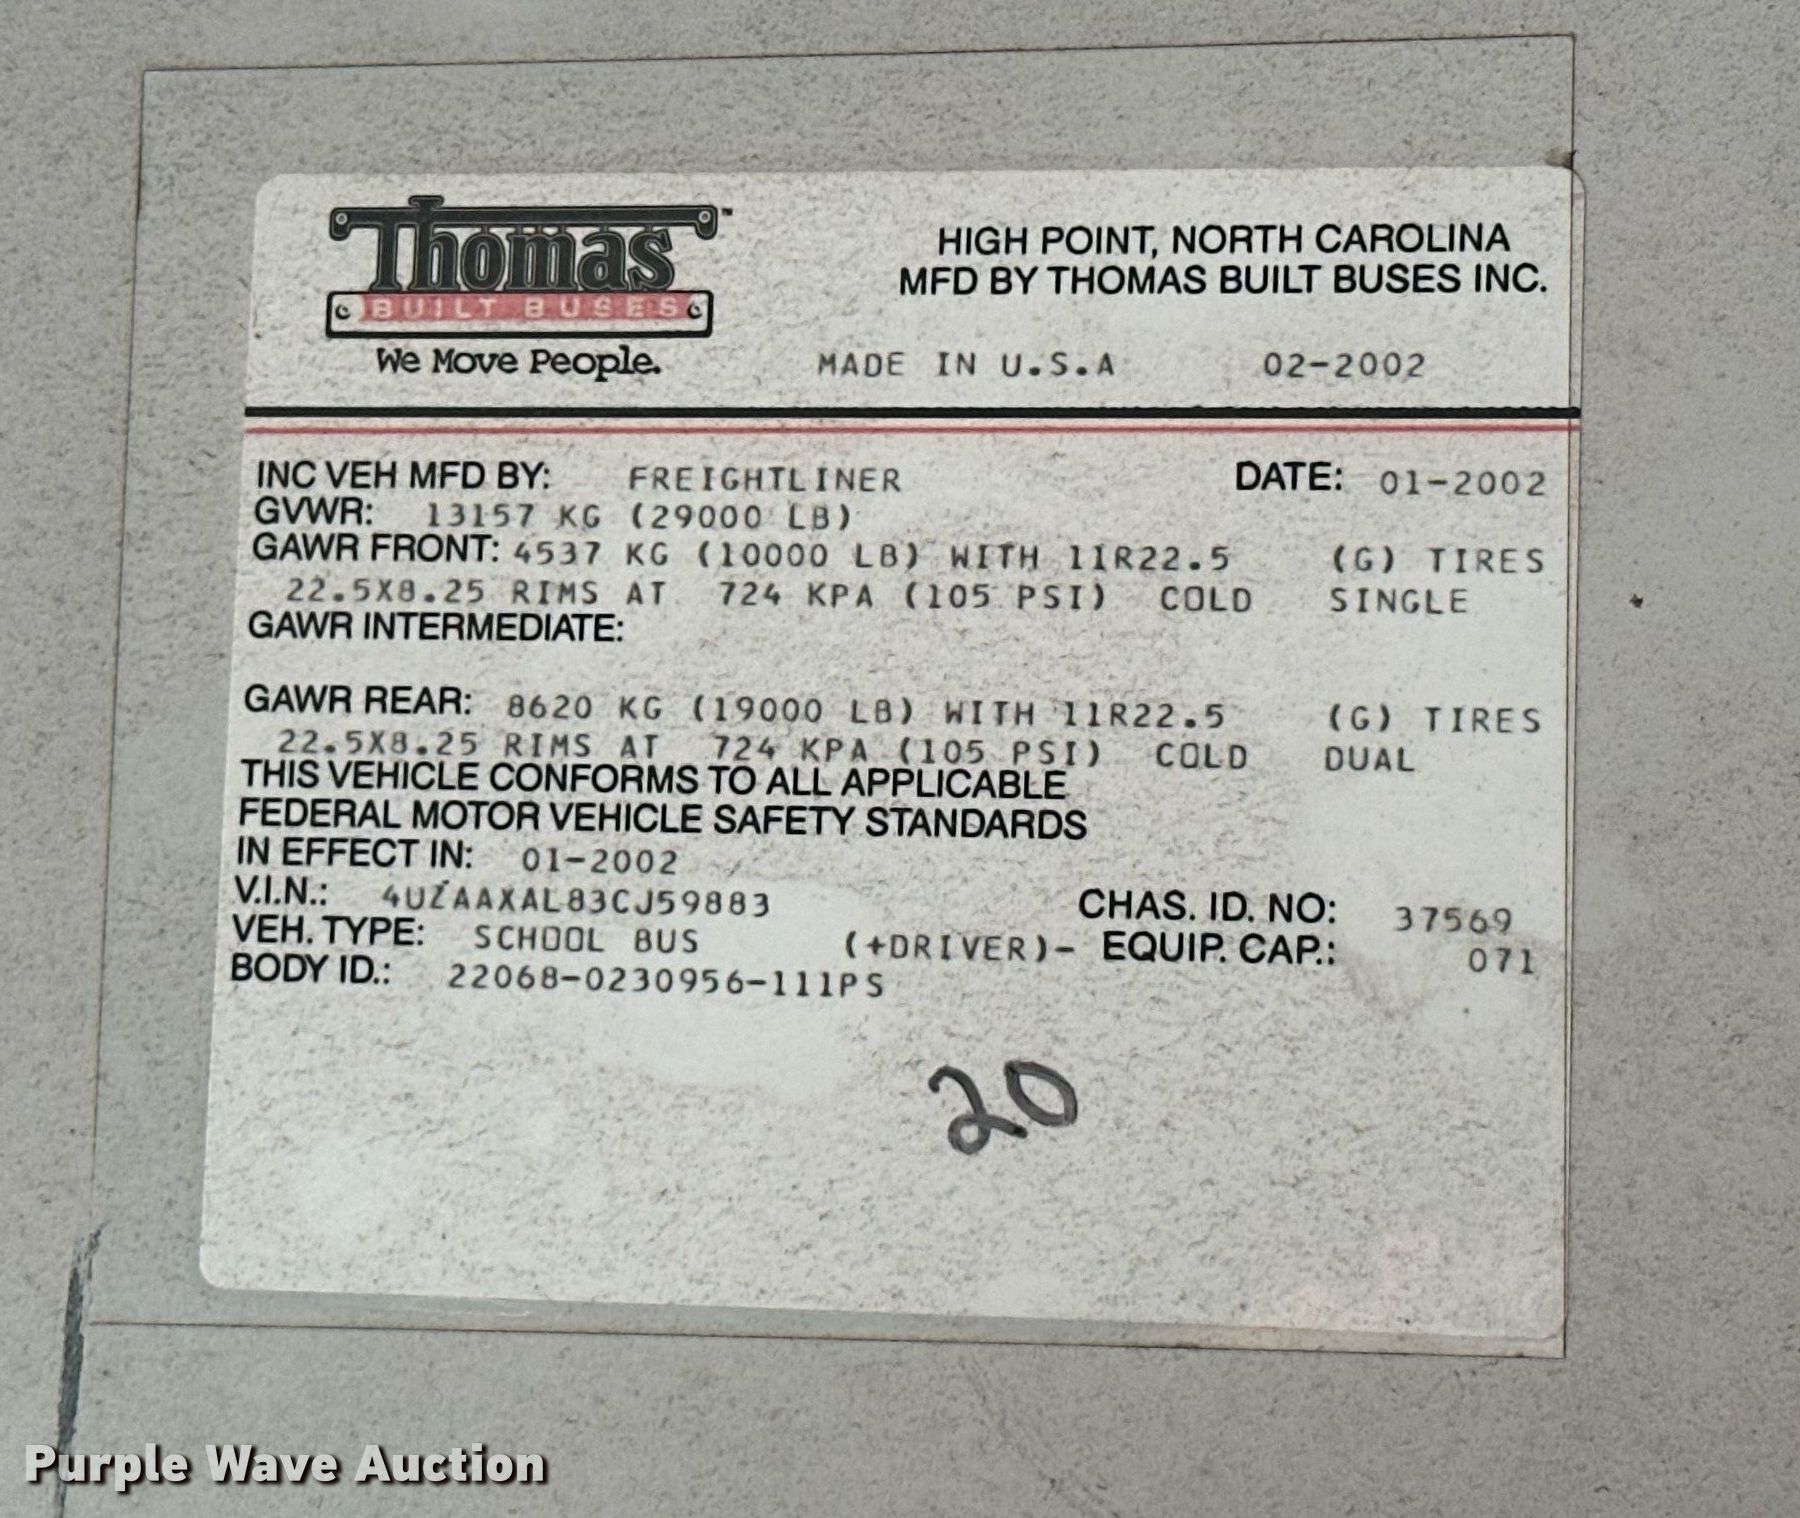 Thomas™
BUILT BUSES
We Move People.
HIGH POINT, NORTH CAROLINA
MFD BY THOMAS BUILT BUSES INC.
MADE IN U.S.A 02-2002
INC VEH MFD BY: FREIGHTLINER DATE: 01-2002
GVWR: 13157 KG (29000 LB)
GAWR FRONT: 4537 KG (10000 LB) WITH 11R22.5 (G) TIRES
22.5X8.25 RIMS AT 724 KPA (105 PSI) COLD SINGLE
GAWR INTERMEDIATE:
GAWR REAR: 8620 KG (19000 LB) WITH 11R22.5 (G) TIRES
22.5X8.25 RIMS AT 724 KPA (105 PSI) COLD DUAL
THIS VEHICLE CONFORMS TO ALL APPLICABLE
FEDERAL MOTOR VEHICLE SAFETY STANDARDS
IN EFFECT IN: 01-2002
V.I.N.: 4UZAAXAL83CJ59883 CHAS. ID. NO: 37569
VEH. TYPE: SCHOOL BUS (+DRIVER)- EQUIP. CAP.: 071
BODY ID.: 22068-0230956-111PS
20
Purple Wave Auction